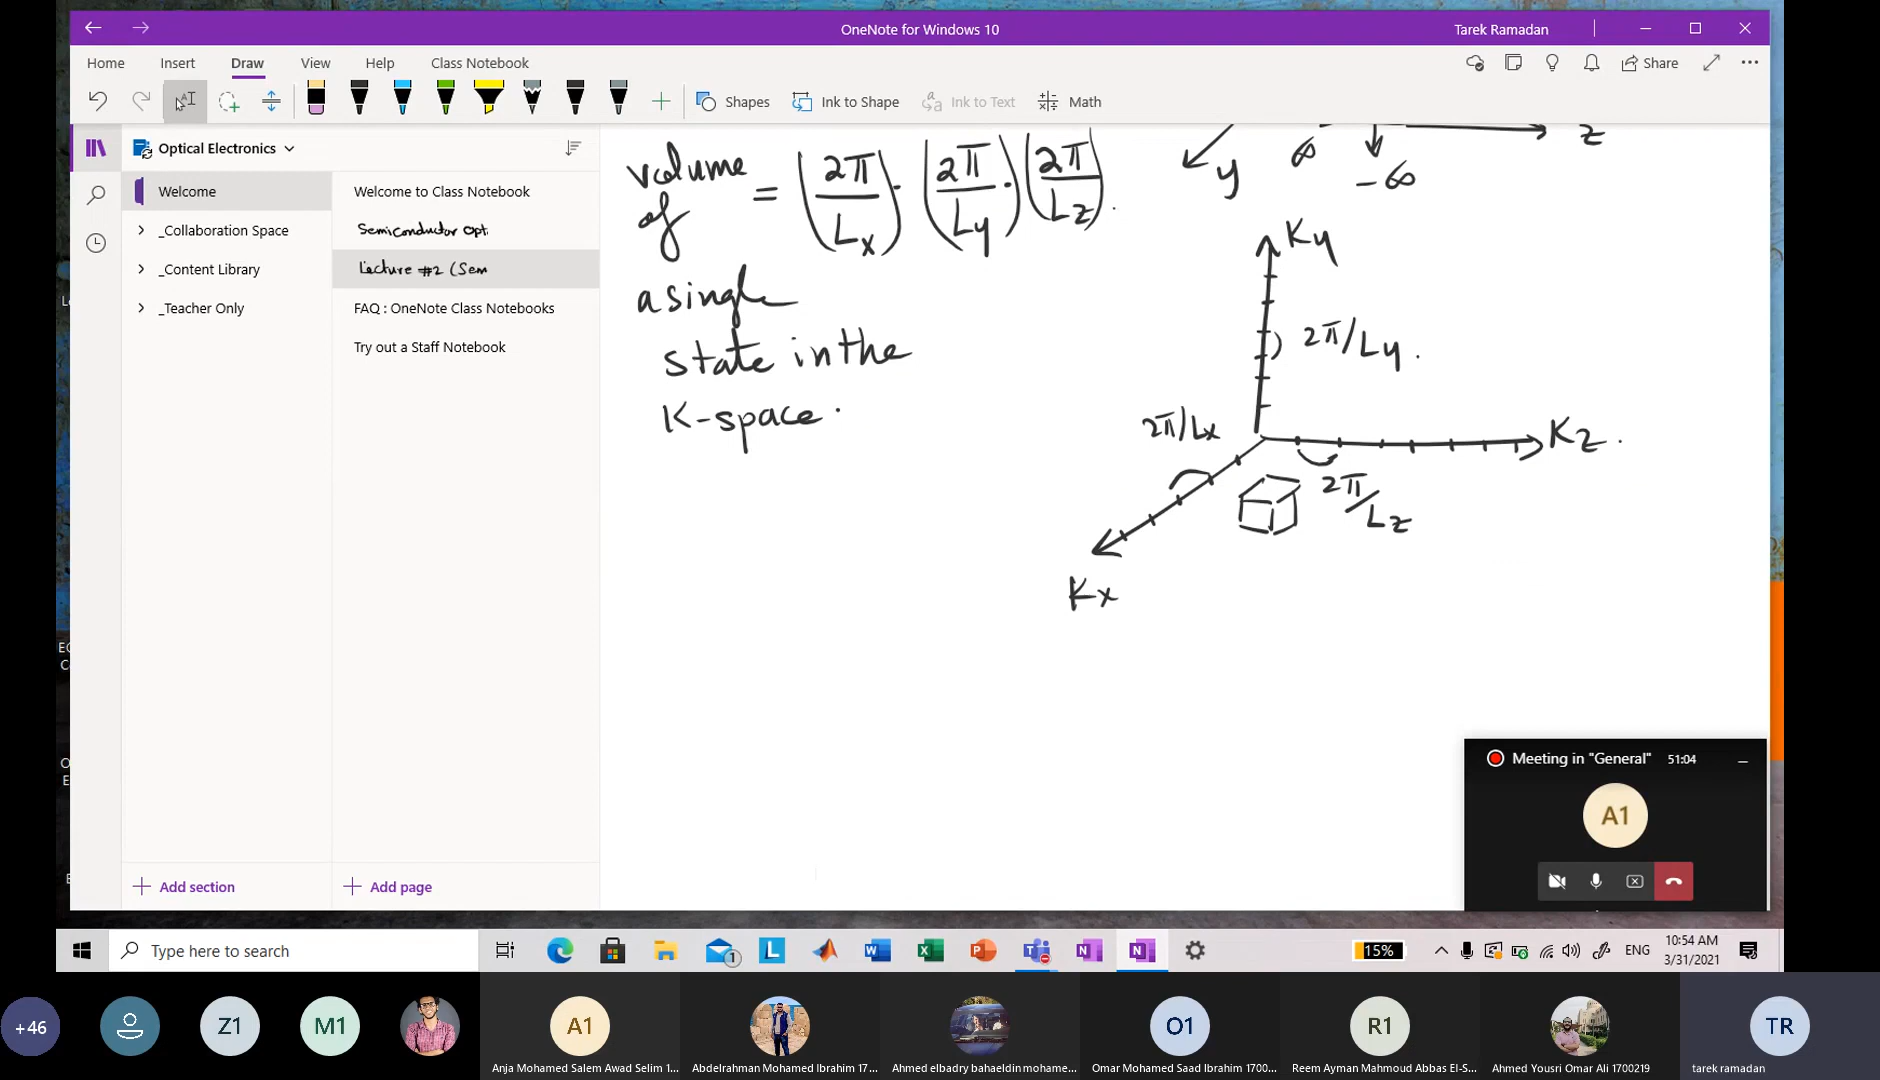 OneNote for Windows 10
Tarek Ramadan
Home Insert Draw View Help Class Notebook
Share
Shapes Ink to Shape Ink to Text Math
Optical Electronics
Welcome
_Collaboration Space
_Content Library
_Teacher Only
Welcome to Class Notebook
Semiconductor Opt
Lecture #2 (Sem
FAQ : OneNote Class Notebooks
Try out a Staff Notebook
Add section
Add page
volume of = (2π/Lx) · (2π/Ly) · (2π/Lz).
a single
state in the
K-space.
y ∞ -∞ z
Ky
2π/Ly.
2π/Lx
Kz.
2π/Lz
Kx
Meeting in "General" 51:04
A1
Type here to search
1
15%
ENG
10:54 AM
3/31/2021
+46
Z1
M1
A1
O1
R1
TR
Anja Mohamed Salem Awad Selim 1...
Abdelrahman Mohamed Ibrahim 17...
Ahmed elbadry bahaeldin mohame...
Omar Mohamed Saad Ibrahim 1700...
Reem Ayman Mahmoud Abbas El-S...
Ahmed Yousri Omar Ali 1700219
tarek ramadan